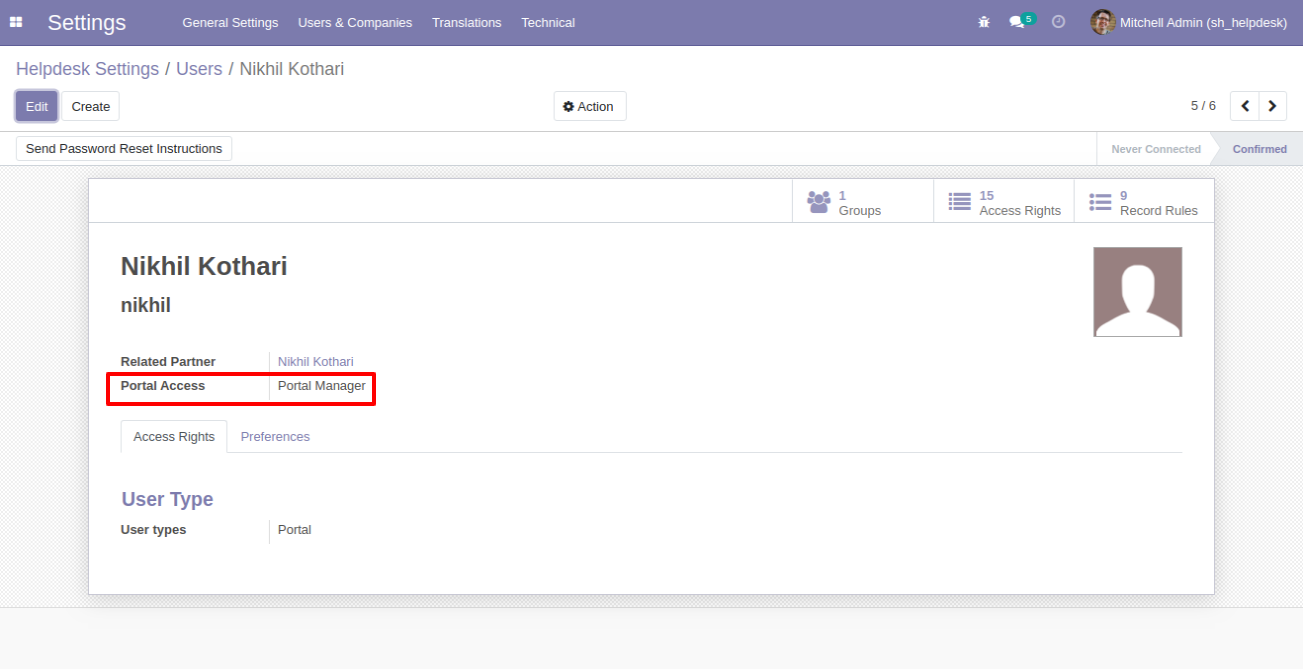 Settings General Settings Users & Companies Translations Technical 5 Mitchell Admin (sh_helpdesk)
Helpdesk Settings / Users / Nikhil Kothari
Edit Create Action 5 / 6
Send Password Reset Instructions Never Connected Confirmed
1 Groups
15 Access Rights
9 Record Rules
Nikhil Kothari
nikhil
Related Partner Nikhil Kothari
Portal Access Portal Manager
Access Rights Preferences
User Type
User types Portal